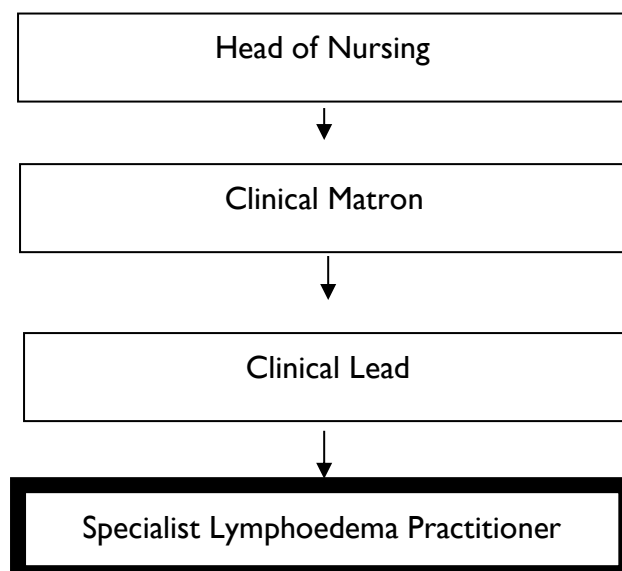 Head of Nursing
Clinical Matron
Clinical Lead
Specialist Lymphoedema Practitioner